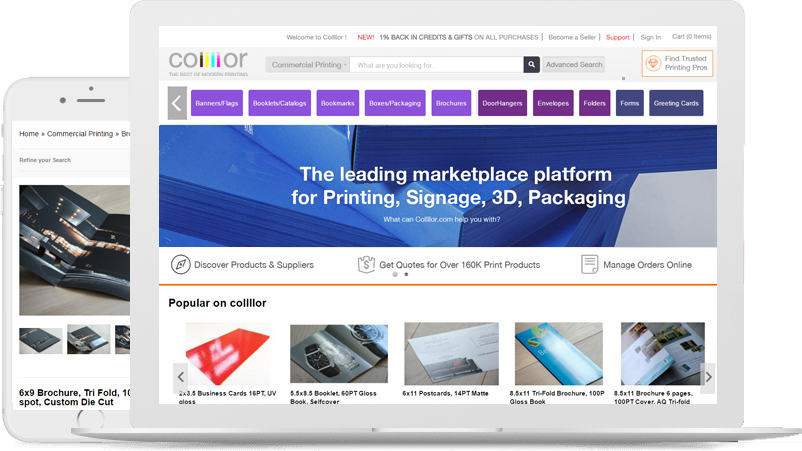 Welcome to Colllor ! NEW! 1% BACK IN CREDITS & GIFTS ON ALL PURCHASES | Become a Seller | Support | Sign In Cart (0 Items)
colllor
THE BEST OF MODERN PRINTING
Commercial Printing What are you looking for.. Advanced Search
Find Trusted
Printing Pros
Banners/Flags Booklets/Catalogs Bookmarks Boxes/Packaging Brochures DoorHangers Envelopes Folders Forms Greeting Cards
The leading marketplace platform
for Printing, Signage, 3D, Packaging
What can Colllor.com help you with?
Discover Products & Suppliers Get Quotes for Over 160K Print Products Manage Orders Online
Popular on colllor
2x3.5 Business Cards 16PT, UV
gloss
5.5x8.5 Booklet, 60PT Gloss
Book, Selfcover
6x11 Postcards, 14PT Matte
8.5x11 Tri-Fold Brochure, 100P
Gloss Book
8.5x11 Brochure 6 pages,
100PT Cover, AQ Tri-fold
Home » Commercial Printing » Bro
Refine your Search
6x9 Brochure, Tri Fold, 10
spot, Custom Die Cut